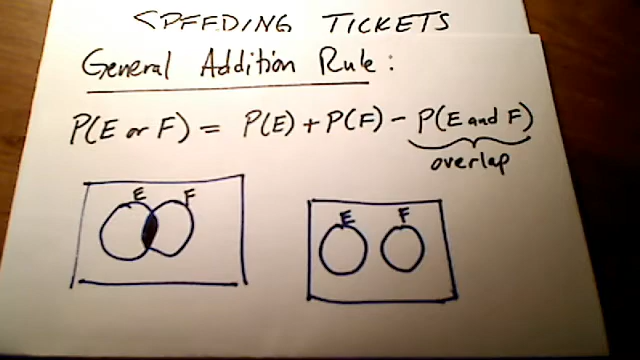 SPEEDING TICKETS
General Addition Rule:
P(E or F) = P(E) + P(F) - P(E and F)
overlap
E F
E F